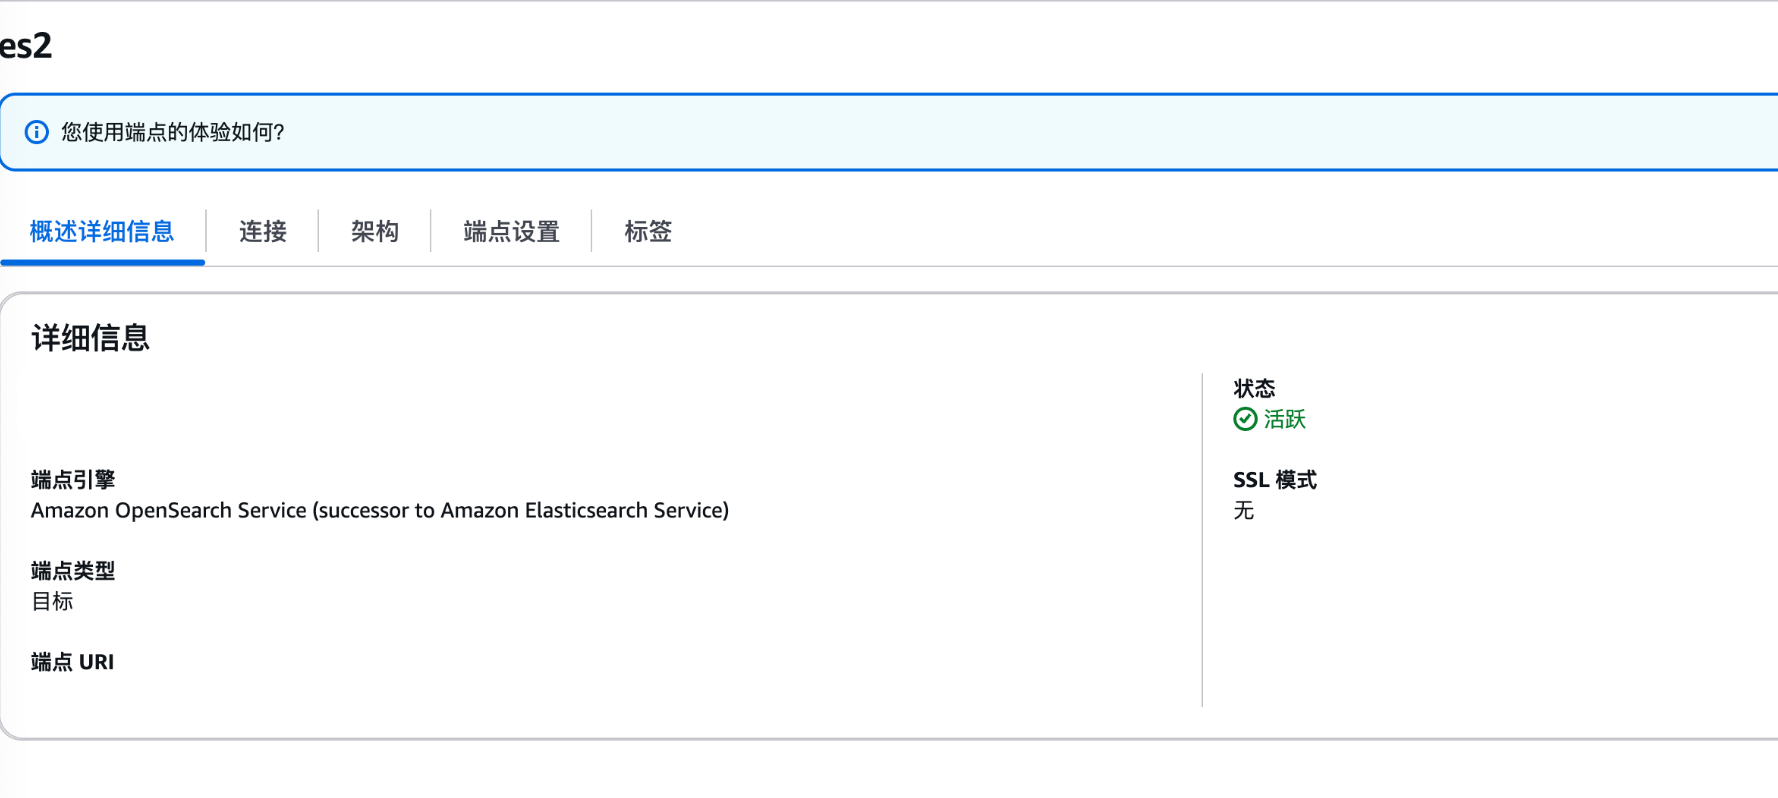 es2
您使用端点的体验如何?
概述详细信息
连接
架构
端点设置
标签
详细信息
端点引擎
Amazon OpenSearch Service (successor to Amazon Elasticsearch Service)
端点类型
目标
端点 URI
状态
活跃
SSL 模式
无